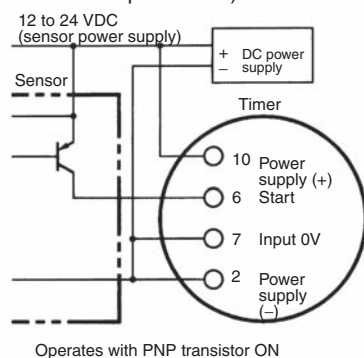 12 to 24 VDC
(sensor power supply)
+ DC power
− supply
Sensor
Timer
10 Power
supply (+)
6 Start
7 Input 0V
2 Power
supply
(−)
Operates with PNP transistor ON